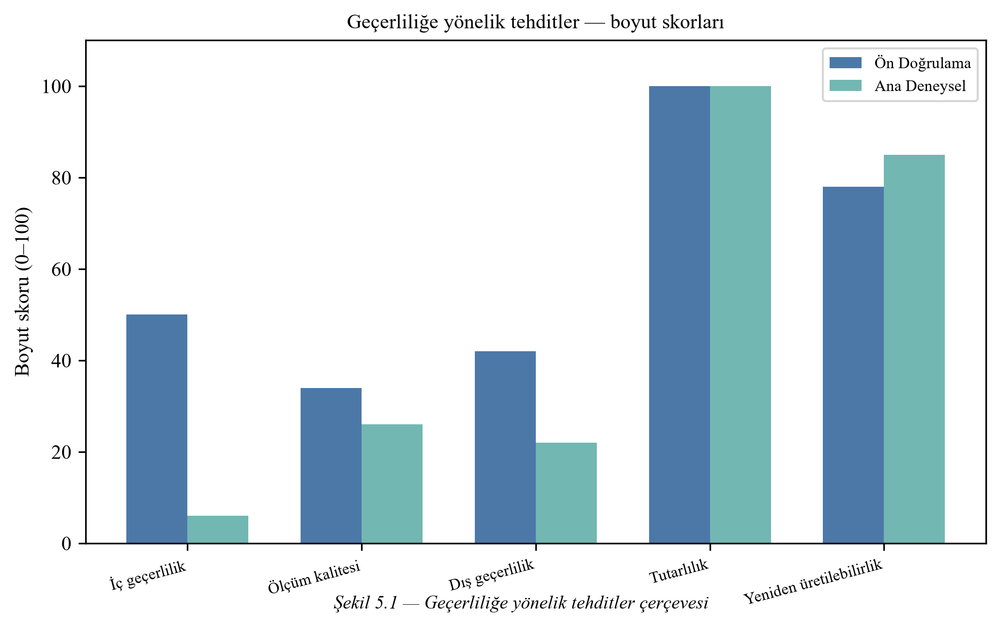 Geçerliliğe yönelik tehditler — boyut skorları
Ön Doğrulama
Ana Deneysel
Boyut skoru (0–100)
100
80
60
40
20
0
İç geçerlilik
Ölçüm kalitesi
Dış geçerlilik
Tutarlılık
Yeniden üretilebilirlik
Şekil 5.1 — Geçerliliğe yönelik tehditler çerçevesi